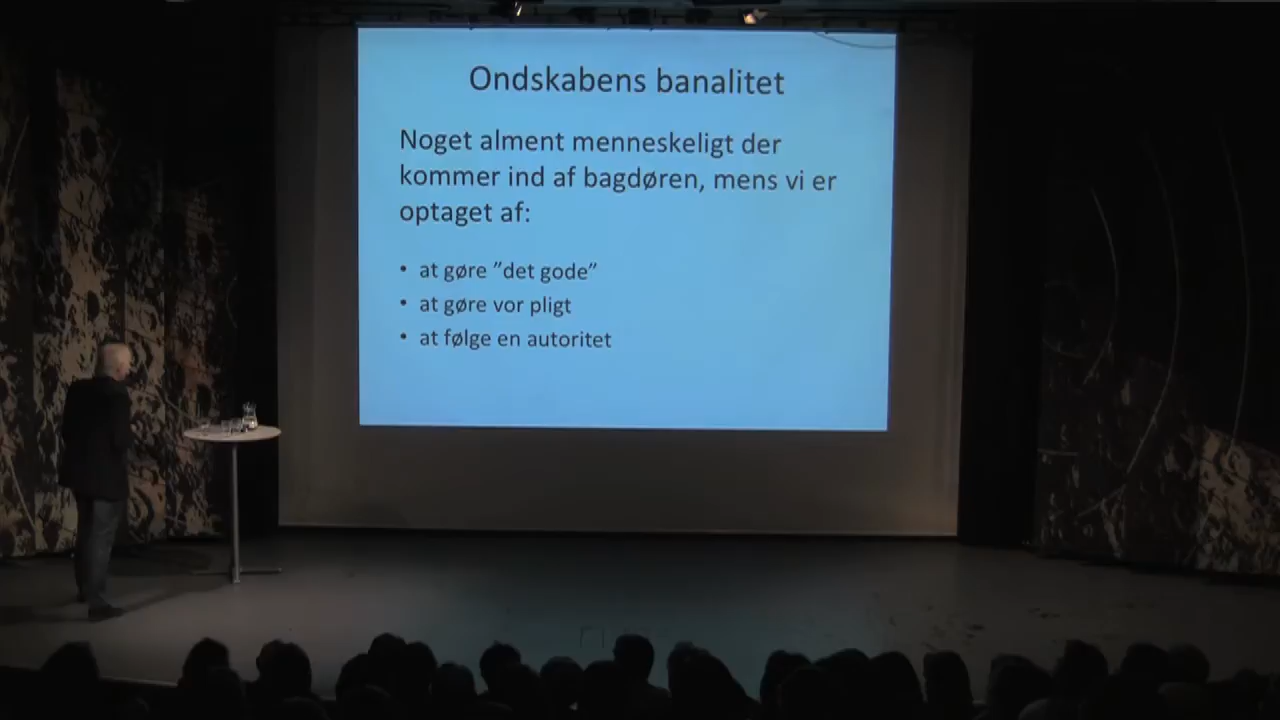 Ondskabens banalitet
Noget alment menneskeligt der
kommer ind af bagdøren, mens vi er
optaget af:
• at gøre ”det gode”
• at gøre vor pligt
• at følge en autoritet